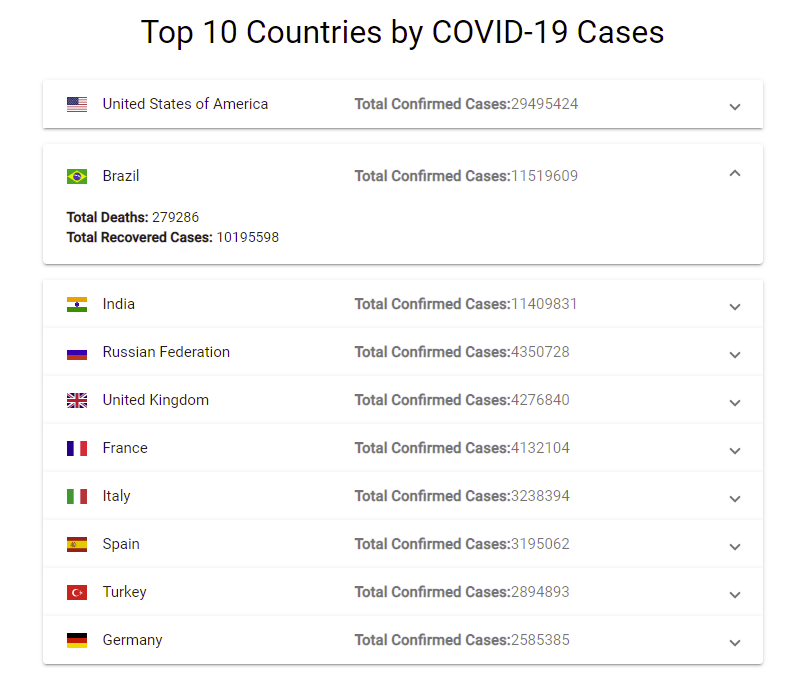 Top 10 Countries by COVID-19 Cases
United States of America Total Confirmed Cases:29495424
Brazil Total Confirmed Cases:11519609
Total Deaths: 279286
Total Recovered Cases: 10195598
India Total Confirmed Cases:11409831
Russian Federation Total Confirmed Cases:4350728
United Kingdom Total Confirmed Cases:4276840
France Total Confirmed Cases:4132104
Italy Total Confirmed Cases:3238394
Spain Total Confirmed Cases:3195062
Turkey Total Confirmed Cases:2894893
Germany Total Confirmed Cases:2585385